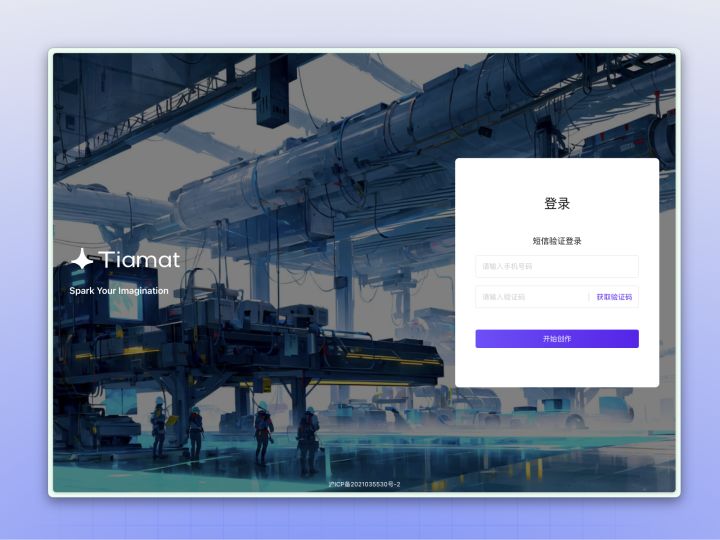 Tiamat
Spark Your Imagination
登录
短信验证登录
请输入手机号码
请输入验证码 获取验证码
开始创作
沪ICP备2021035530号-2